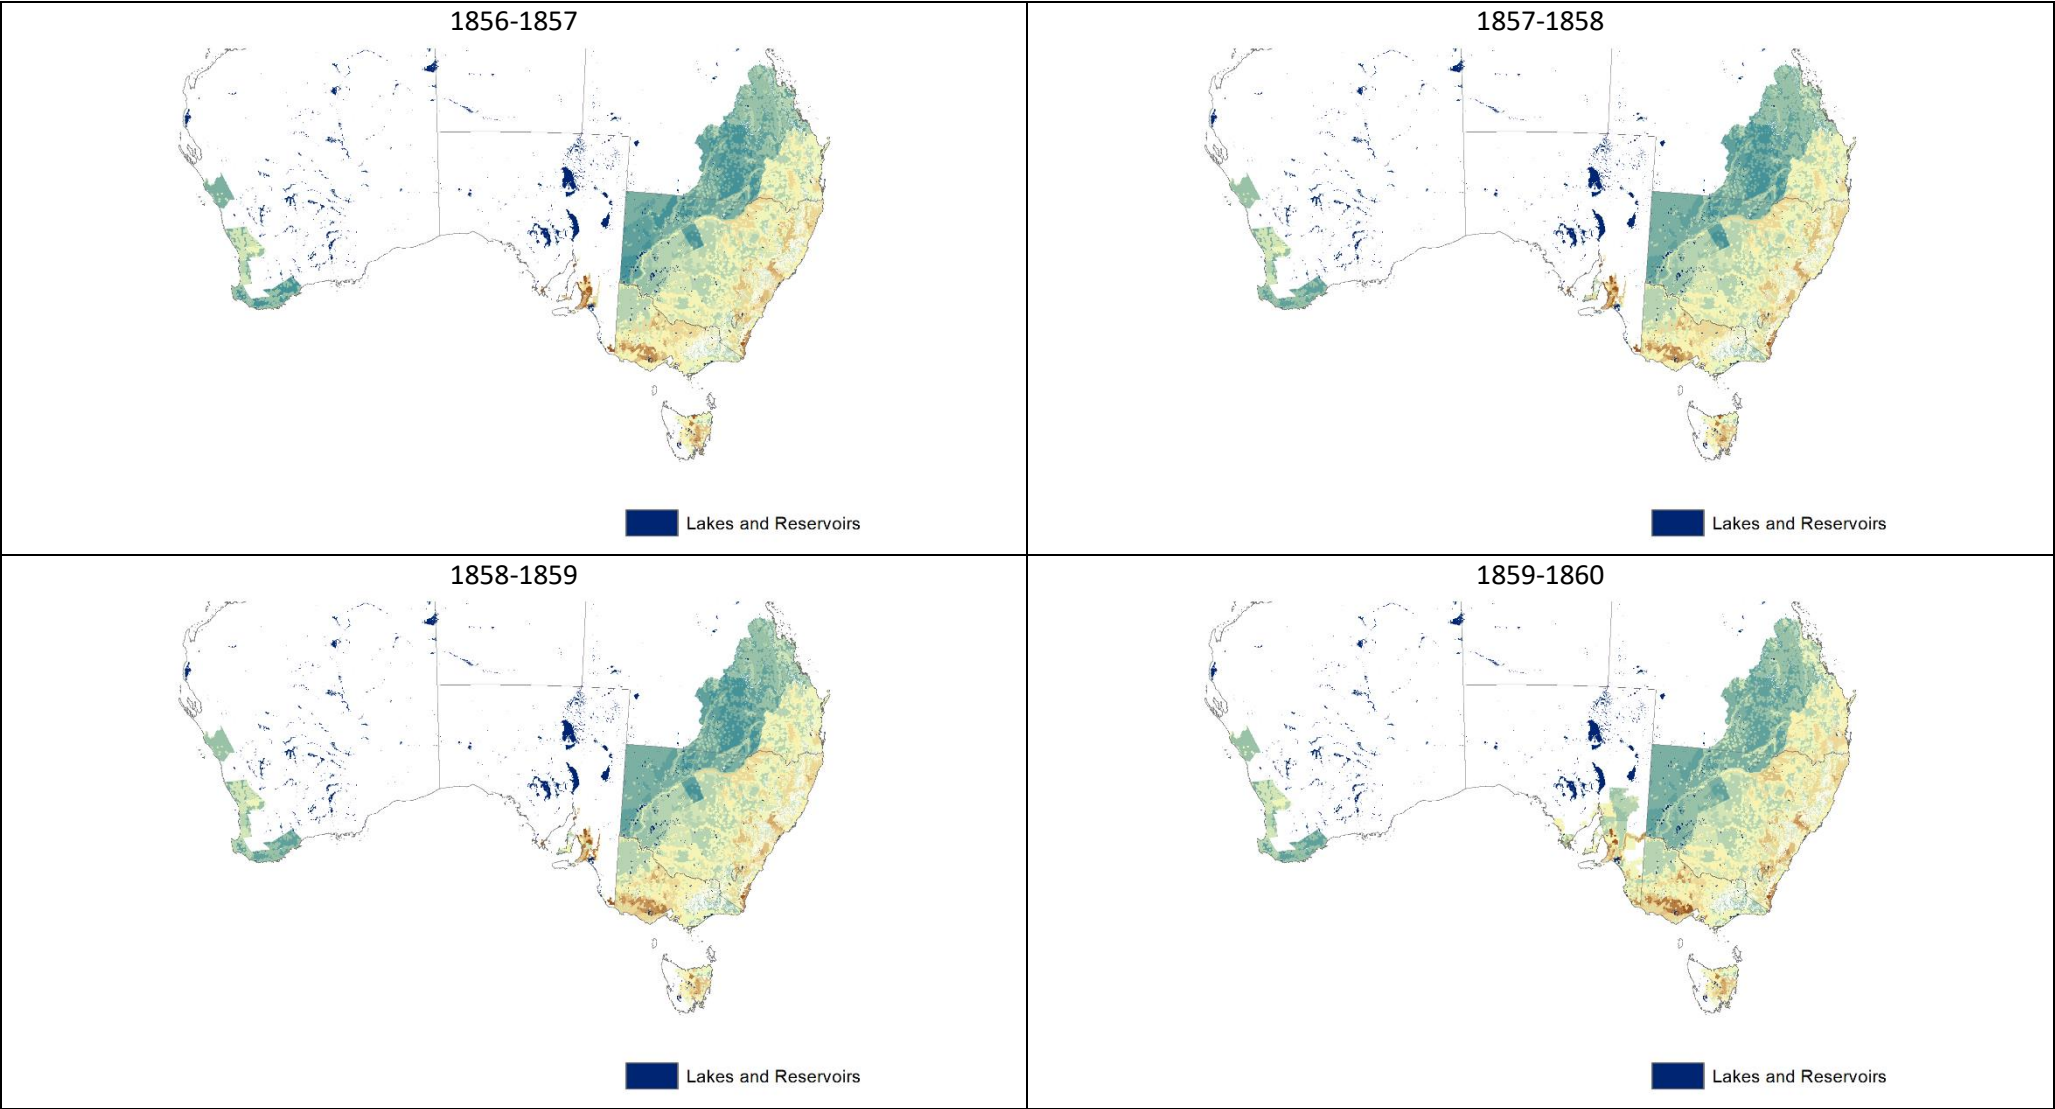 1856-1857
1857-1858
Lakes and Reservoirs
Lakes and Reservoirs
1858-1859
1859-1860
Lakes and Reservoirs
Lakes and Reservoirs